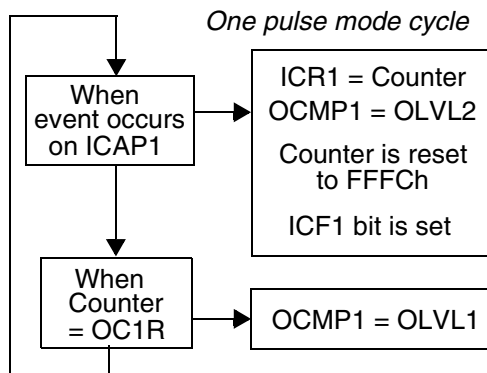 One pulse mode cycle
When
event occurs
on ICAP1
ICR1 = Counter
OCMP1 = OLVL2
Counter is reset
to FFFCh
ICF1 bit is set
When
Counter
= OC1R
OCMP1 = OLVL1